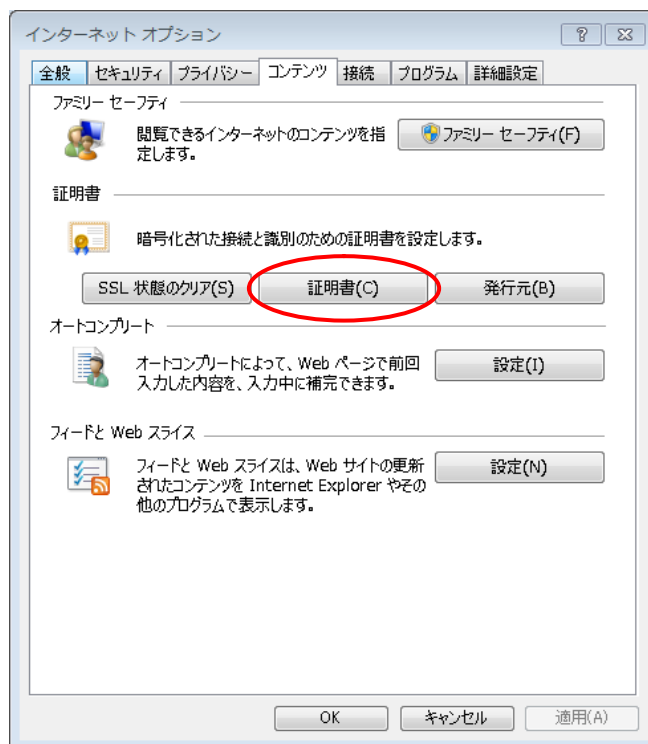 インターネット オプション
全般 セキュリティ プライバシー コンテンツ 接続 プログラム 詳細設定
ファミリー セーフティ
閲覧できるインターネットのコンテンツを指
定します。
ファミリー セーフティ(F)
証明書
暗号化された接続と識別のための証明書を設定します。
SSL 状態のクリア(S) 証明書(C) 発行元(B)
オートコンプリート
オートコンプリートによって、Web ページで前回
入力した内容を、入力中に補完できます。
設定(I)
フィードと Web スライス
フィードと Web スライスは、Web サイトの更新
されたコンテンツを Internet Explorer やその
他のプログラムで表示します。
設定(N)
OK キャンセル 適用(A)